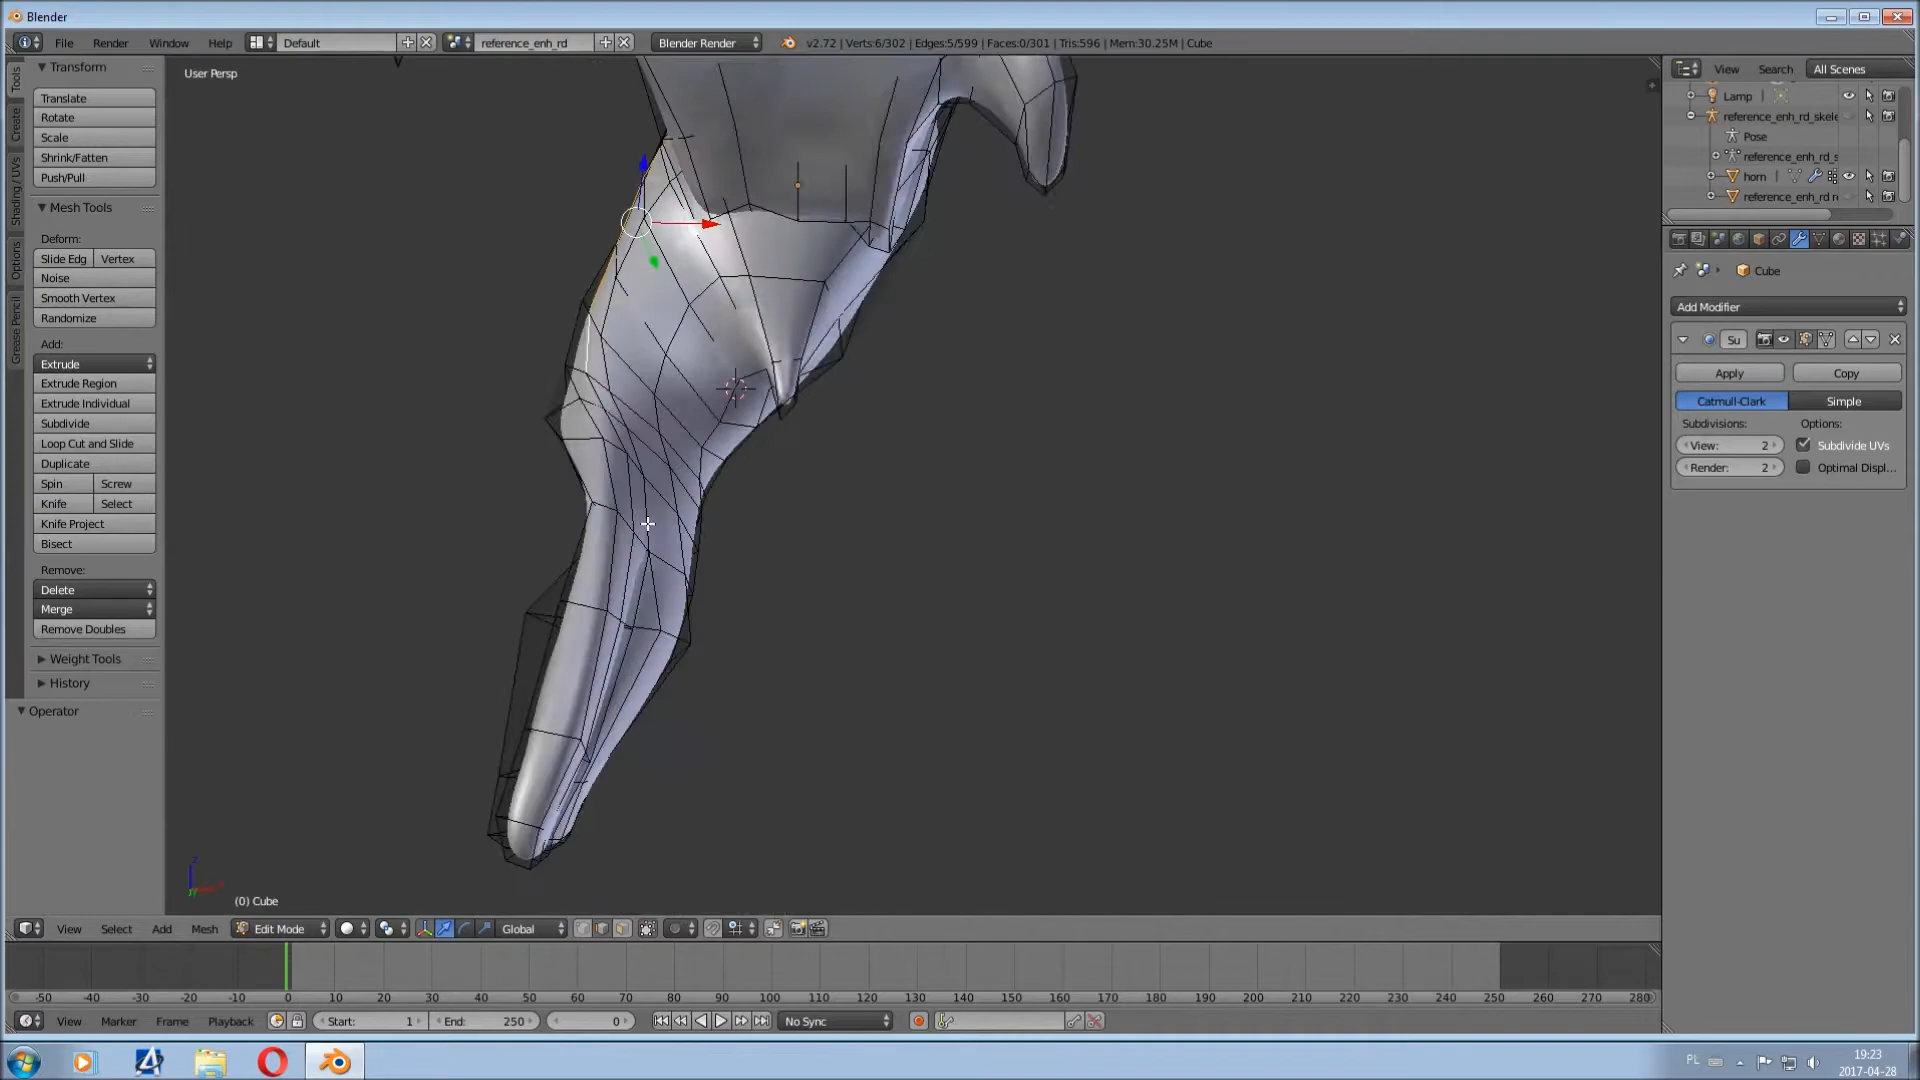 Blender
File Render Window Help Default reference_enh_rd Blender Render v2.72 | Verts:6/302 | Edges:5/599 | Faces:0/301 | Tris:596 | Mem:30.25M | Cube
Tools
Create
Shading / UVs
Options
Grease Pencil
Transform
Translate
Rotate
Scale
Shrink/Fatten
Push/Pull
Mesh Tools
Deform:
Slide Edg Vertex
Noise
Smooth Vertex
Randomize
Add:
Extrude
Extrude Region
Extrude Individual
Subdivide
Loop Cut and Slide
Duplicate
Spin Screw
Knife Select
Knife Project
Bisect
Remove:
Delete
Merge
Remove Doubles
Weight Tools
History
Operator
User Persp
(0) Cube
View Search All Scenes
Lamp
reference_enh_rd_skele
Pose
reference_enh_rd_s
horn
reference_enh_rd r
Cube
Add Modifier
Su
Apply Copy
Catmull-Clark Simple
Subdivisions: Options:
View: 2 Subdivide UVs
Render: 2 Optimal Displ...
View Select Add Mesh Edit Mode Global
-50 -40 -30 -20 -10 0 10 20 30 40 50 60 70 80 90 100 110 120 130 140 150 160 170 180 190 200 210 220 230 240 250 260 270 280
View Marker Frame Playback Start: 1 End: 250 0 No Sync
PL 19:23
2017-04-28